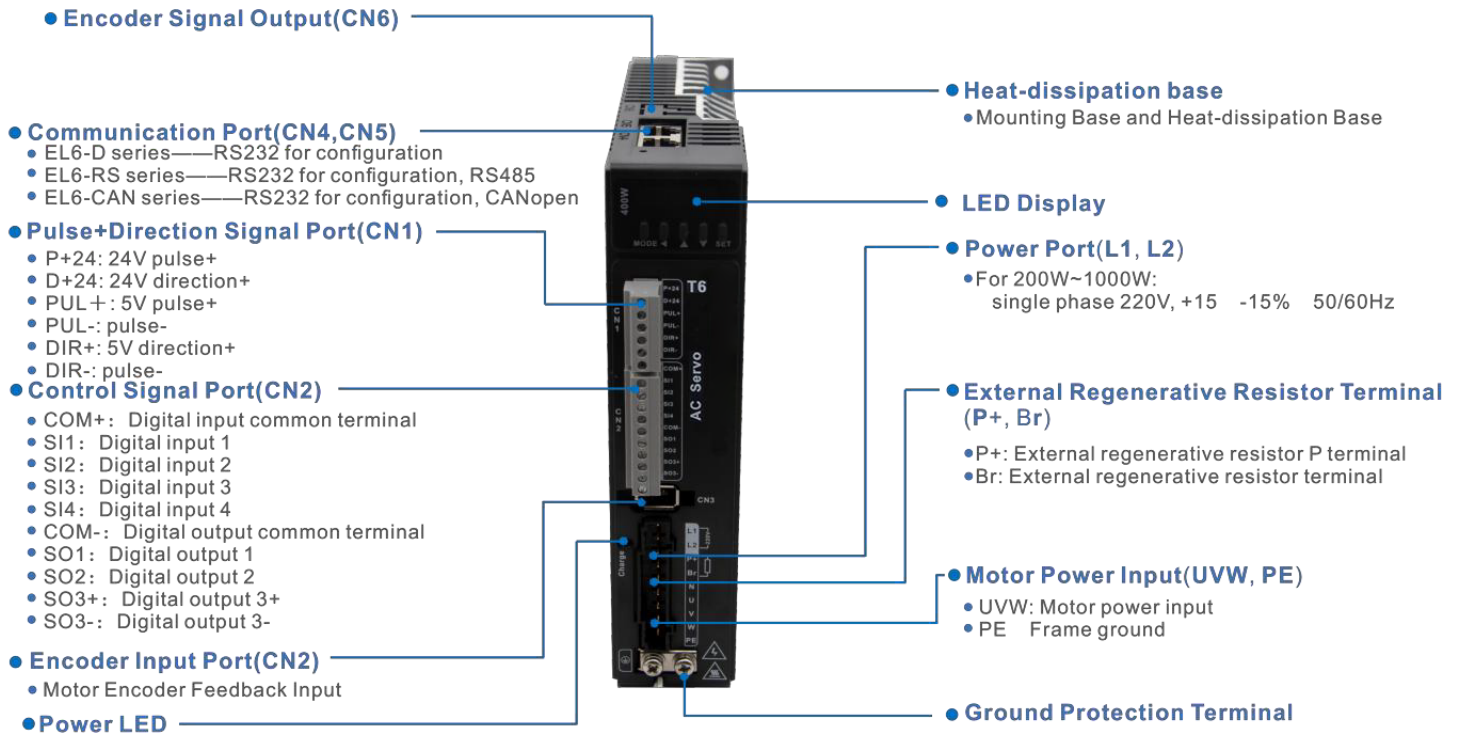 Encoder Signal Output(CN6)
Communication Port(CN4,CN5)
EL6-D series——RS232 for configuration
EL6-RS series——RS232 for configuration, RS485
EL6-CAN series——RS232 for configuration, CANopen
Pulse+Direction Signal Port(CN1)
P+24: 24V pulse+
D+24: 24V direction+
PUL+: 5V pulse+
PUL-: pulse-
DIR+: 5V direction+
DIR-: pulse-
Control Signal Port(CN2)
COM+: Digital input common terminal
SI1: Digital input 1
SI2: Digital input 2
SI3: Digital input 3
SI4: Digital input 4
COM-: Digital output common terminal
SO1: Digital output 1
SO2: Digital output 2
SO3+: Digital output 3+
SO3-: Digital output 3-
Encoder Input Port(CN2)
Motor Encoder Feedback Input
Power LED
400W
MODE SET
T6
AC Servo
CN1
P+24
D+24
PUL+
PUL-
DIR+
DIR-
CN2
COM+
SI1
SI2
SI3
SI4
COM-
SO1
SO2
SO3+
SO3-
CN3
Charge
L1
L2
220V
P+
Br
N
U
V
W
PE
Heat-dissipation base
Mounting Base and Heat-dissipation Base
LED Display
Power Port(L1, L2)
For 200W~1000W:
single phase 220V, +15 -15% 50/60Hz
External Regenerative Resistor Terminal
(P+, Br)
P+: External regenerative resistor P terminal
Br: External regenerative resistor terminal
Motor Power Input(UVW, PE)
UVW: Motor power input
PE Frame ground
Ground Protection Terminal